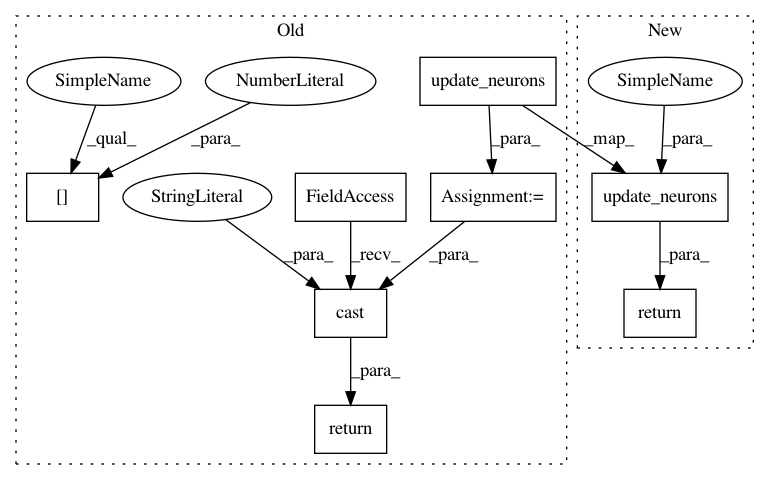 Old
New
SimpleName
NumberLiteral
update_neurons
SimpleName
_qual_
_para_
_para_
_map_
_para_
[]
StringLiteral
FieldAccess
Assignment:=
update_neurons
_para_
_recv_
_para_
_para_
cast
return
_para_
return